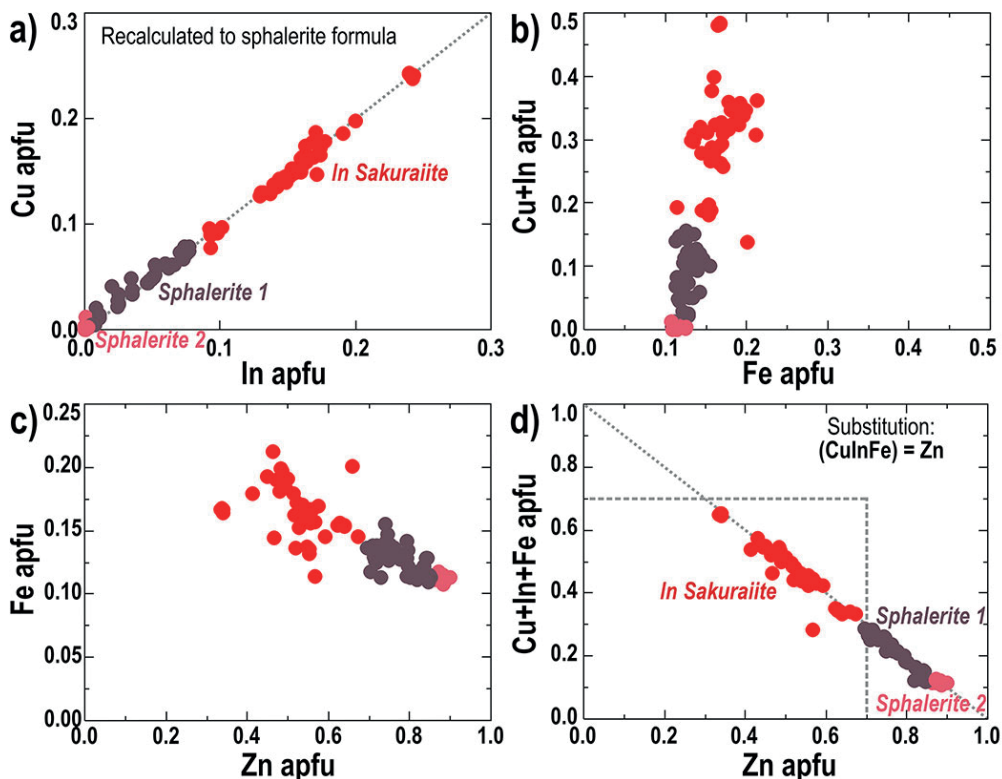 a)
Recalculated to sphalerite formula
0.3
0.2
0.1
0.0
Cu apfu
In Sakuraiite
Sphalerite 1
Sphalerite 2
0.0 0.1 0.2 0.3
In apfu
b)
0.5
0.4
0.3
0.2
0.1
0.0
Cu+In apfu
0.0 0.1 0.2 0.3 0.4 0.5
Fe apfu
c)
0.25
0.20
0.15
0.10
0.05
0.00
Fe apfu
0.0 0.2 0.4 0.6 0.8 1.0
Zn apfu
d)
Substitution:
(CuInFe) = Zn
1.0
0.8
0.6
0.4
0.2
0.0
Cu+In+Fe apfu
In Sakuraiite
Sphalerite 1
Sphalerite 2
0.0 0.2 0.4 0.6 0.8 1.0
Zn apfu